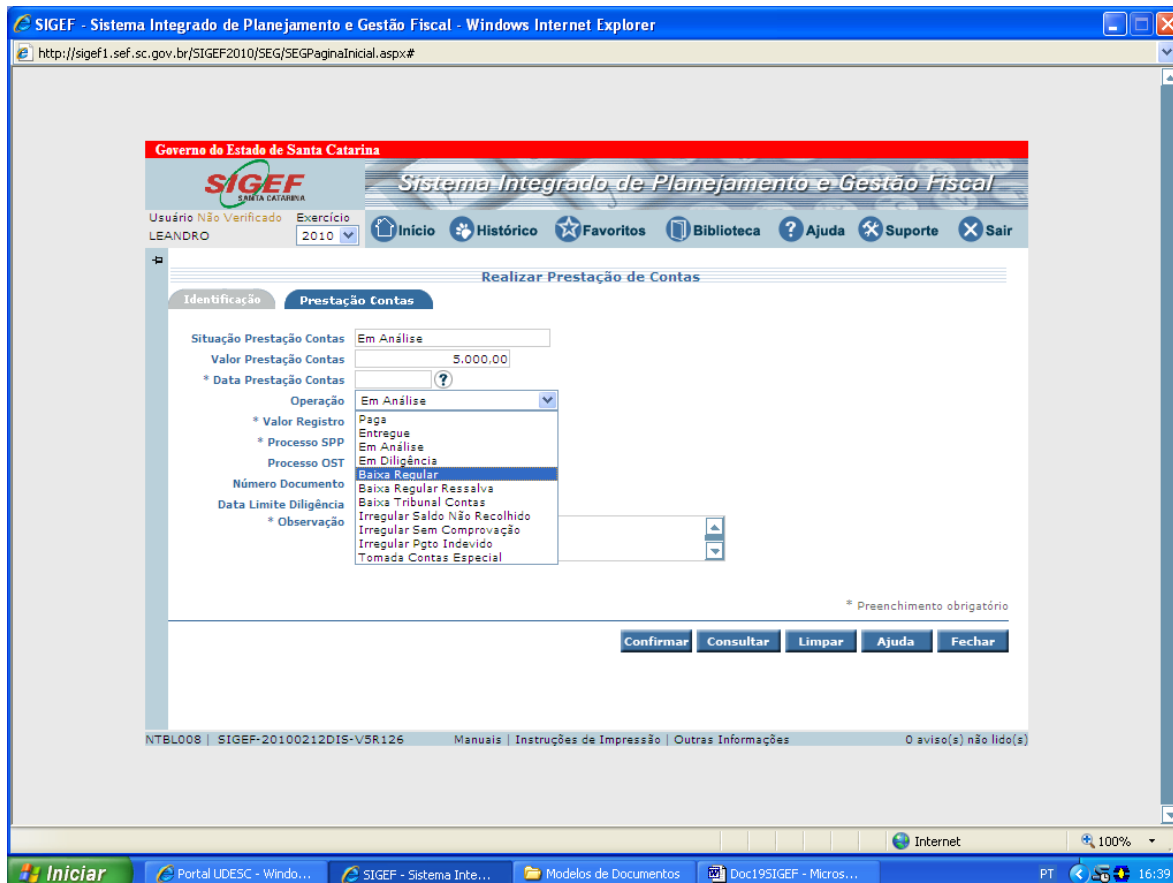 SIGEF - Sistema Integrado de Planejamento e Gestão Fiscal - Windows Internet Explorer
http://sigef1.sef.sc.gov.br/SIGEF2010/SEG/SEGPaginaInicial.aspx#
Governo do Estado de Santa Catarina
SIGEF
SANTA CATARINA
Sistema Integrado de Planejamento e Gestão Fiscal
Usuário Não Verificado Exercício
LEANDRO 2010
Início Histórico Favoritos Biblioteca ? Ajuda Suporte X Sair
Realizar Prestação de Contas
Identificação Prestação Contas
Situação Prestação Contas Em Análise
Valor Prestação Contas 5.000,00
* Data Prestação Contas ?
Operação Em Análise
* Valor Registro
* Processo SPP
Processo OST
Número Documento
Data Limite Diligência
* Observação
Paga
Entregue
Em Análise
Em Diligência
Baixa Regular
Baixa Regular Ressalva
Baixa Tribunal Contas
Irregular Saldo Não Recolhido
Irregular Sem Comprovação
Irregular Pgto Indevido
Tomada Contas Especial
* Preenchimento obrigatório
Confirmar Consultar Limpar Ajuda Fechar
NTBL008 | SIGEF-20100212DIS-V5R126 Manuais | Instruções de Impressão | Outras Informações 0 aviso(s) não lido(s)
Internet 100%
Iniciar Portal UDESC - Windo... SIGEF - Sistema Inte... Modelos de Documentos Doc19SIGEF - Micros... PT 16:39